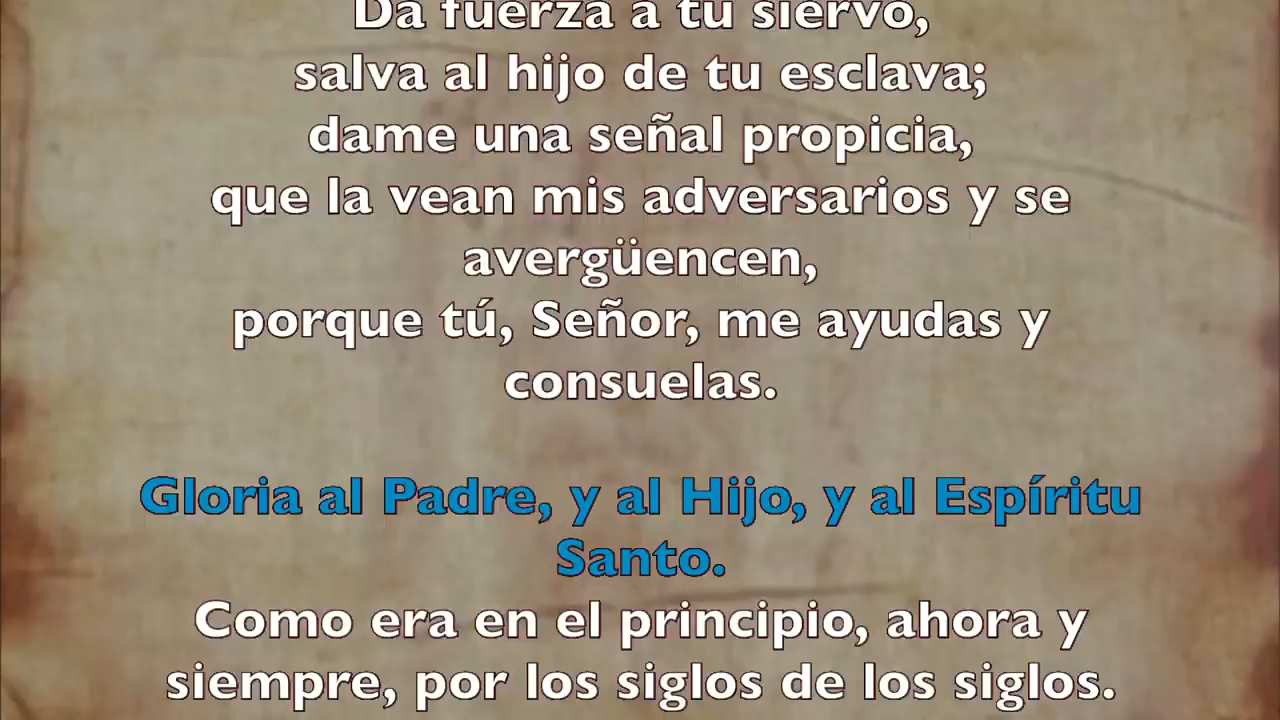 Da fuerza a tu siervo,
salva al hijo de tu esclava;
dame una señal propicia,
que la vean mis adversarios y se
avergüencen,
porque tú, Señor, me ayudas y
consuelas.
Gloria al Padre, y al Hijo, y al Espíritu
Santo.
Como era en el principio, ahora y
siempre, por los siglos de los siglos.